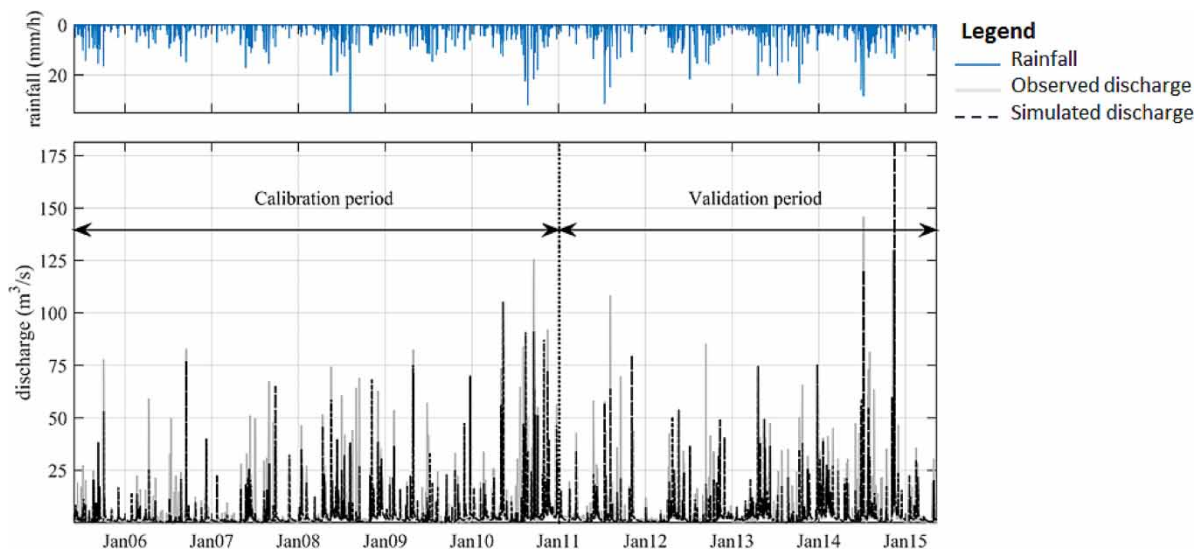 0
20
rainfall (mm/h)
Legend
Rainfall
Observed discharge
Simulated discharge
175
150
125
100
75
50
25
discharge (m³/s)
Calibration period
Validation period
Jan06 Jan07 Jan08 Jan09 Jan10 Jan11 Jan12 Jan13 Jan14 Jan15